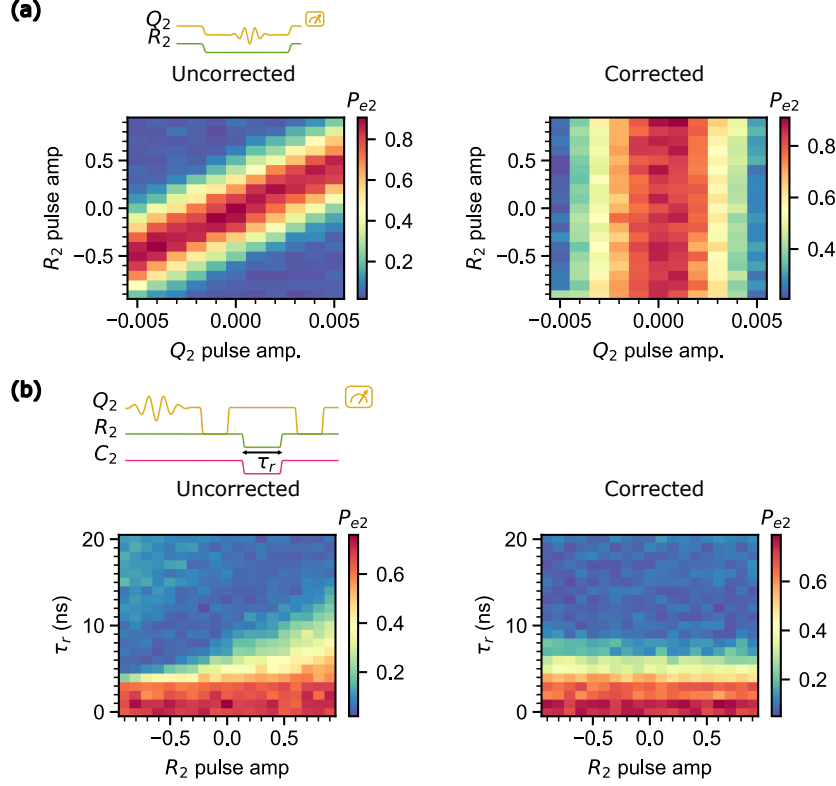 (a)
Q2
R2
Uncorrected
Corrected
Pe2
Pe2
R2 pulse amp
0.5
0.0
−0.5
0.8
0.6
0.4
0.2
−0.005
0.000
0.005
Q2 pulse amp.
R2 pulse amp
0.5
0.0
−0.5
0.8
0.6
0.4
−0.005
0.000
0.005
Q2 pulse amp.
(b)
Q2
R2
C2
τr
Uncorrected
Corrected
Pe2
Pe2
τr (ns)
20
10
0
0.6
0.4
0.2
−0.5
0.0
0.5
R2 pulse amp
τr (ns)
20
10
0
0.6
0.4
0.2
−0.5
0.0
0.5
R2 pulse amp